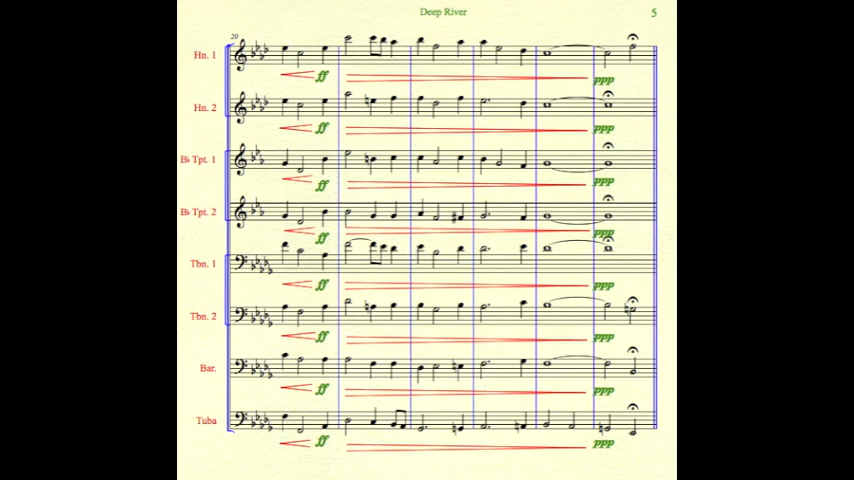 Deep River
5
20
Hn. 1
ff
ppp
Hn. 2
ff
ppp
B♭ Tpt. 1
ff
ppp
B♭ Tpt. 2
ff
ppp
Tbn. 1
ff
ppp
Tbn. 2
ff
ppp
Bar.
ff
ppp
Tuba
ff
ppp